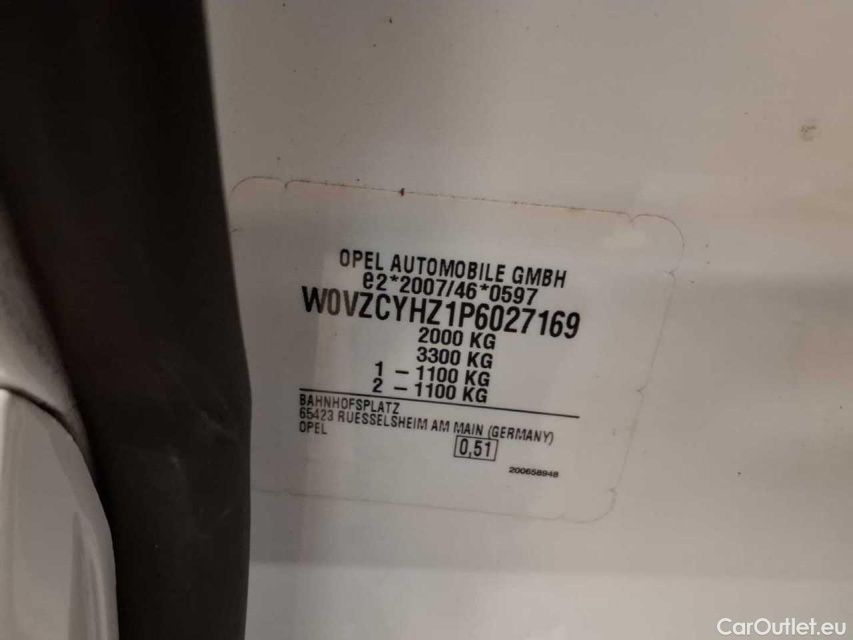 OPEL AUTOMOBILE GMBH
e2*2007/46*0597
W0VZCYHZ1P6027169
2000 KG
3300 KG
1 – 1100 KG
2 – 1100 KG
BAHNHOFSPLATZ
65423 RUESSELSHEIM AM MAIN (GERMANY)
OPEL
0,51
200658948
CarOutlet.eu